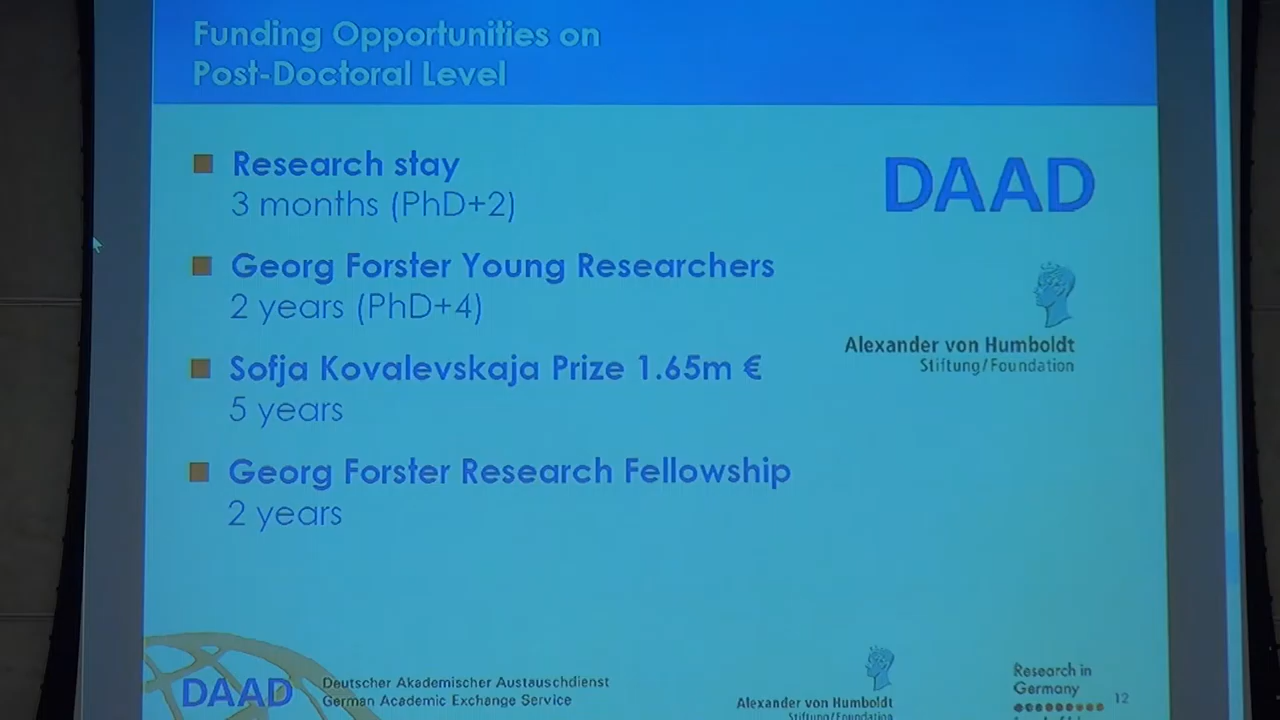 Funding Opportunities on
Post-Doctoral Level
Research stay
3 months (PhD+2)
Georg Forster Young Researchers
2 years (PhD+4)
Sofja Kovalevskaja Prize 1.65m €
5 years
Georg Forster Research Fellowship
2 years
DAAD
Alexander von Humboldt
Stiftung/Foundation
DAAD
Deutscher Akademischer Austauschdienst
German Academic Exchange Service
Alexander von Humboldt
Stiftung/Foundation
Research in
Germany
12